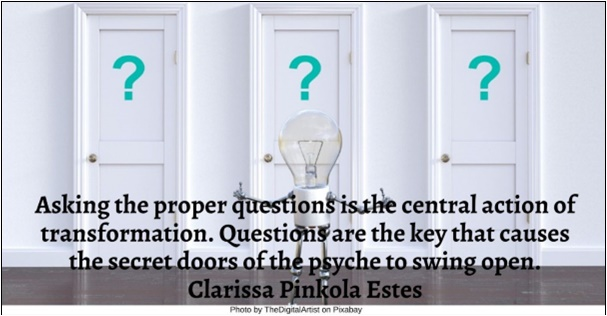 ? ? ?
Asking the proper questions is the central action of
transformation. Questions are the key that causes
the secret doors of the psyche to swing open.
Clarissa Pinkola Estes
Photo by TheDigitalArtist on Pixabay